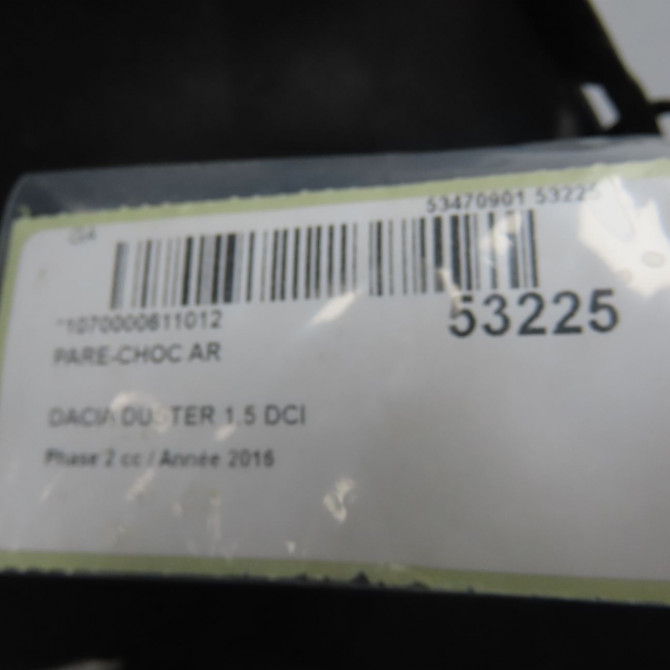 53470901 53225
*1070000611012
53225
PARE-CHOC AR
DACIA DUSTER 1.5 DCI
Phase 2 cc / Année 2016